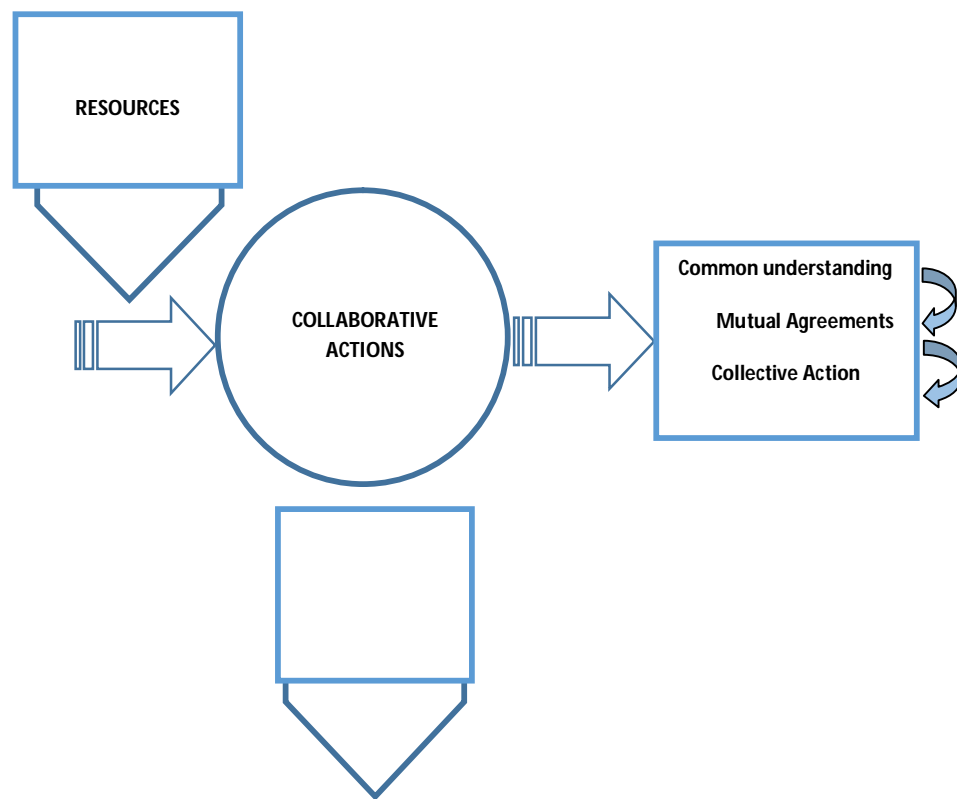 RESOURCES
COLLABORATIVE
ACTIONS
Common understanding
Mutual Agreements
Collective Action